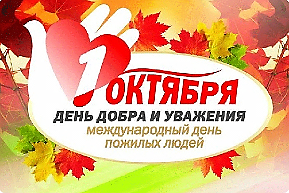 1 ОКТЯБРЯ
ДЕНЬ ДОБРА И УВАЖЕНИЯ
международный день
пожилых людей